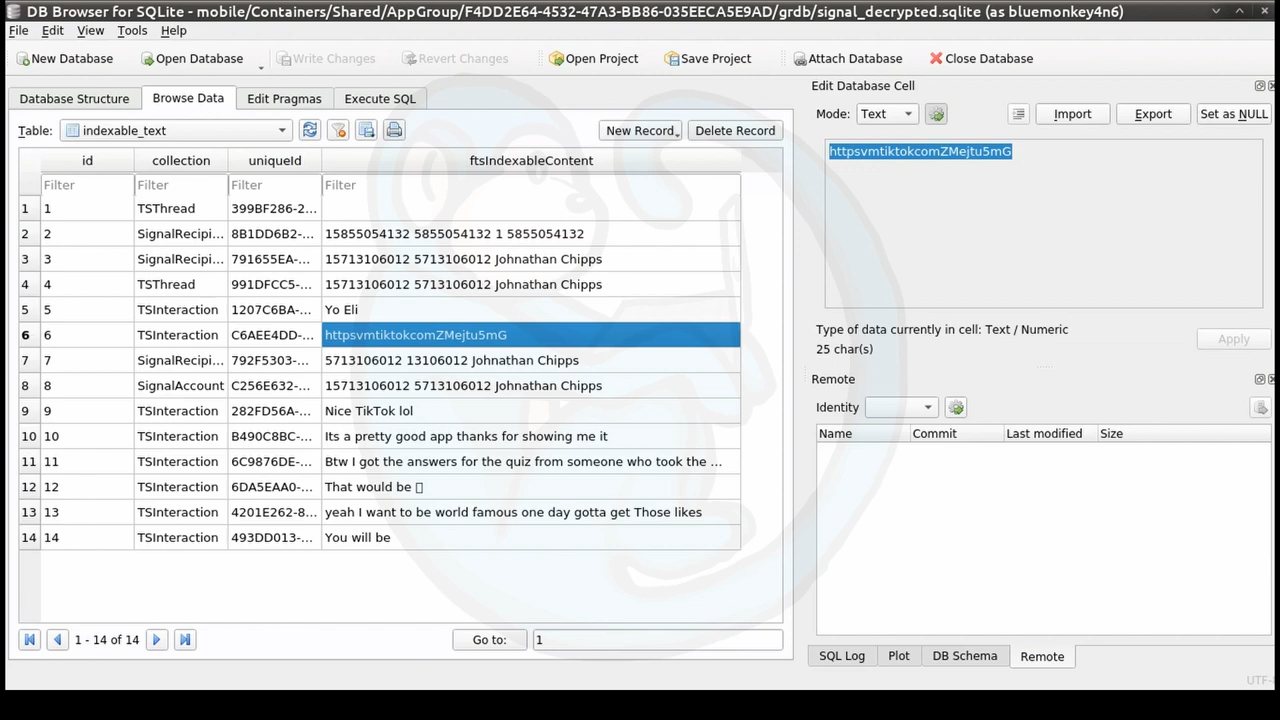 DB Browser for SQLite - mobile/Containers/Shared/AppGroup/F4DD2E64-4532-47A3-BB86-035EECA5E9AD/grdb/signal_decrypted.sqlite (as bluemonkey4n6)
File Edit View Tools Help
New Database Open Database Write Changes Revert Changes Open Project Save Project Attach Database Close Database
Database Structure Browse Data Edit Pragmas Execute SQL
Table: indexable_text New Record Delete Record
id collection uniqueId ftsIndexableContent
Filter Filter Filter Filter
1 1 TSThread 399BF286-2...
2 2 SignalRecipi... 8B1DD6B2-... 15855054132 5855054132 1 5855054132
3 3 SignalRecipi... 791655EA-... 15713106012 5713106012 Johnathan Chipps
4 4 TSThread 991DFCC5-... 15713106012 5713106012 Johnathan Chipps
5 5 TSInteraction 1207C6BA-... Yo Eli
6 6 TSInteraction C6AEE4DD-... httpsvmtiktokcomZMejtu5mG
7 7 SignalRecipi... 792F5303-... 5713106012 13106012 Johnathan Chipps
8 8 SignalAccount C256E632-... 15713106012 5713106012 Johnathan Chipps
9 9 TSInteraction 282FD56A-... Nice TikTok lol
10 10 TSInteraction B490C8BC-... Its a pretty good app thanks for showing me it
11 11 TSInteraction 6C9876DE-... Btw I got the answers for the quiz from someone who took the ...
12 12 TSInteraction 6DA5EAA0-... That would be
13 13 TSInteraction 4201E262-8... yeah I want to be world famous one day gotta get Those likes
14 14 TSInteraction 493DD013-... You will be
1 - 14 of 14 Go to: 1
Edit Database Cell
Mode: Text Import Export Set as NULL
httpsvmtiktokcomZMejtu5mG
Type of data currently in cell: Text / Numeric
25 char(s)
Apply
Remote
Identity
Name Commit Last modified Size
SQL Log Plot DB Schema Remote